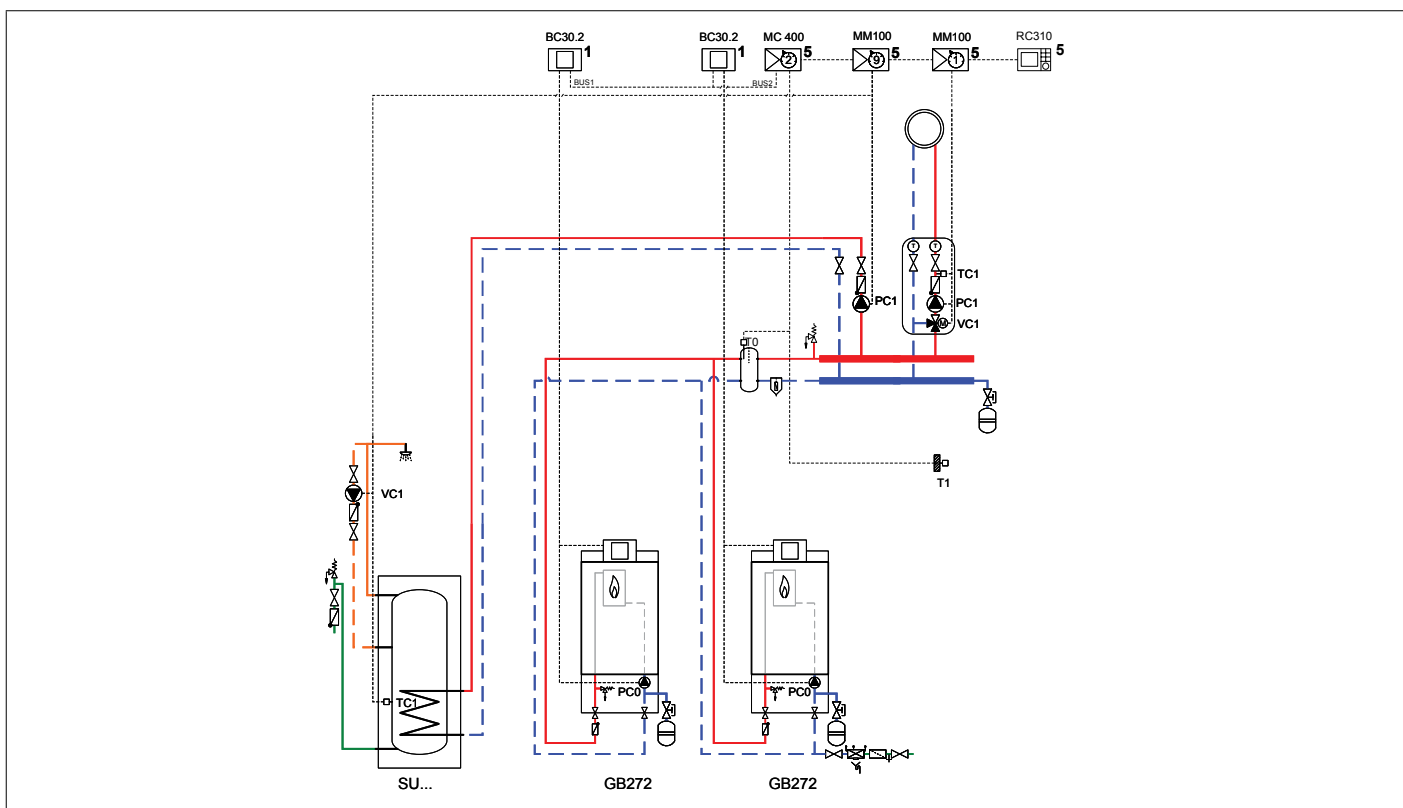 BC30.2 1
BC30.2 1
MC 400 5
2
MM100 5
9
MM100 5
1
RC310 5
BUS1
BUS2
T T
TC1
PC1
PC1
VC1
M
T0
T1
VC1
TC1
PC0
PC0
SU...
GB272
GB272